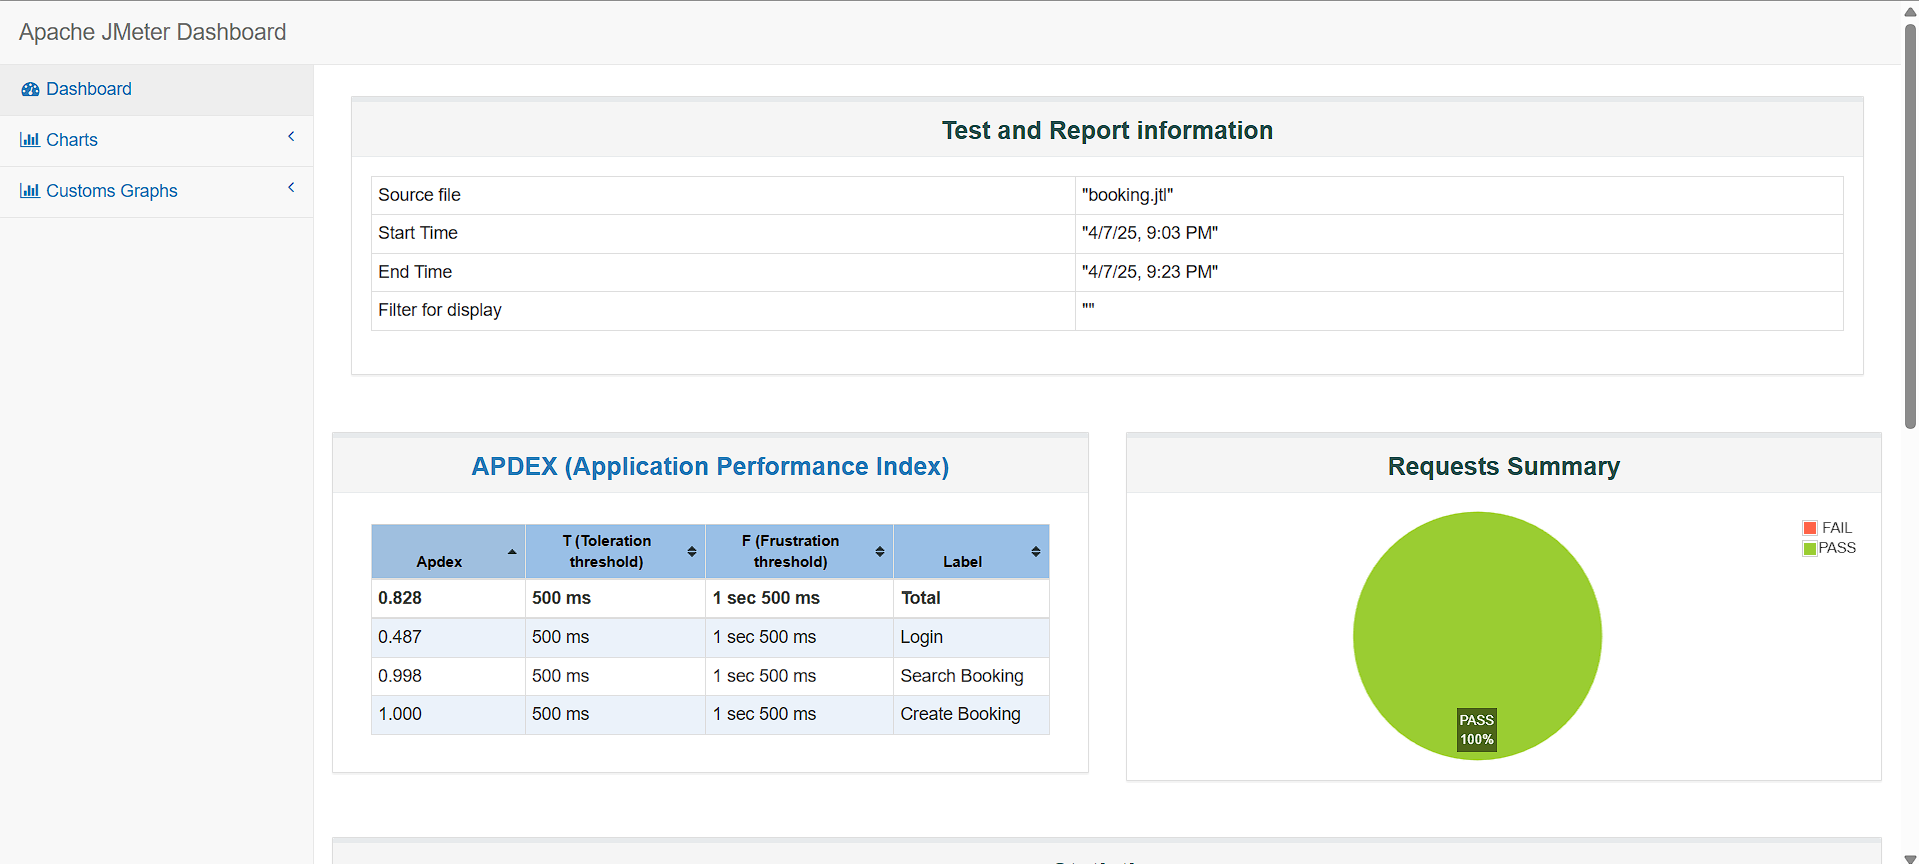 Apache JMeter Dashboard
Dashboard
Charts
Customs Graphs
Test and Report information
Source file "booking.jtl"
Start Time "4/7/25, 9:03 PM"
End Time "4/7/25, 9:23 PM"
Filter for display ""
APDEX (Application Performance Index)
Apdex T (Toleration threshold) F (Frustration threshold) Label
0.828 500 ms 1 sec 500 ms Total
0.487 500 ms 1 sec 500 ms Login
0.998 500 ms 1 sec 500 ms Search Booking
1.000 500 ms 1 sec 500 ms Create Booking
Requests Summary
FAIL
PASS
PASS
100%